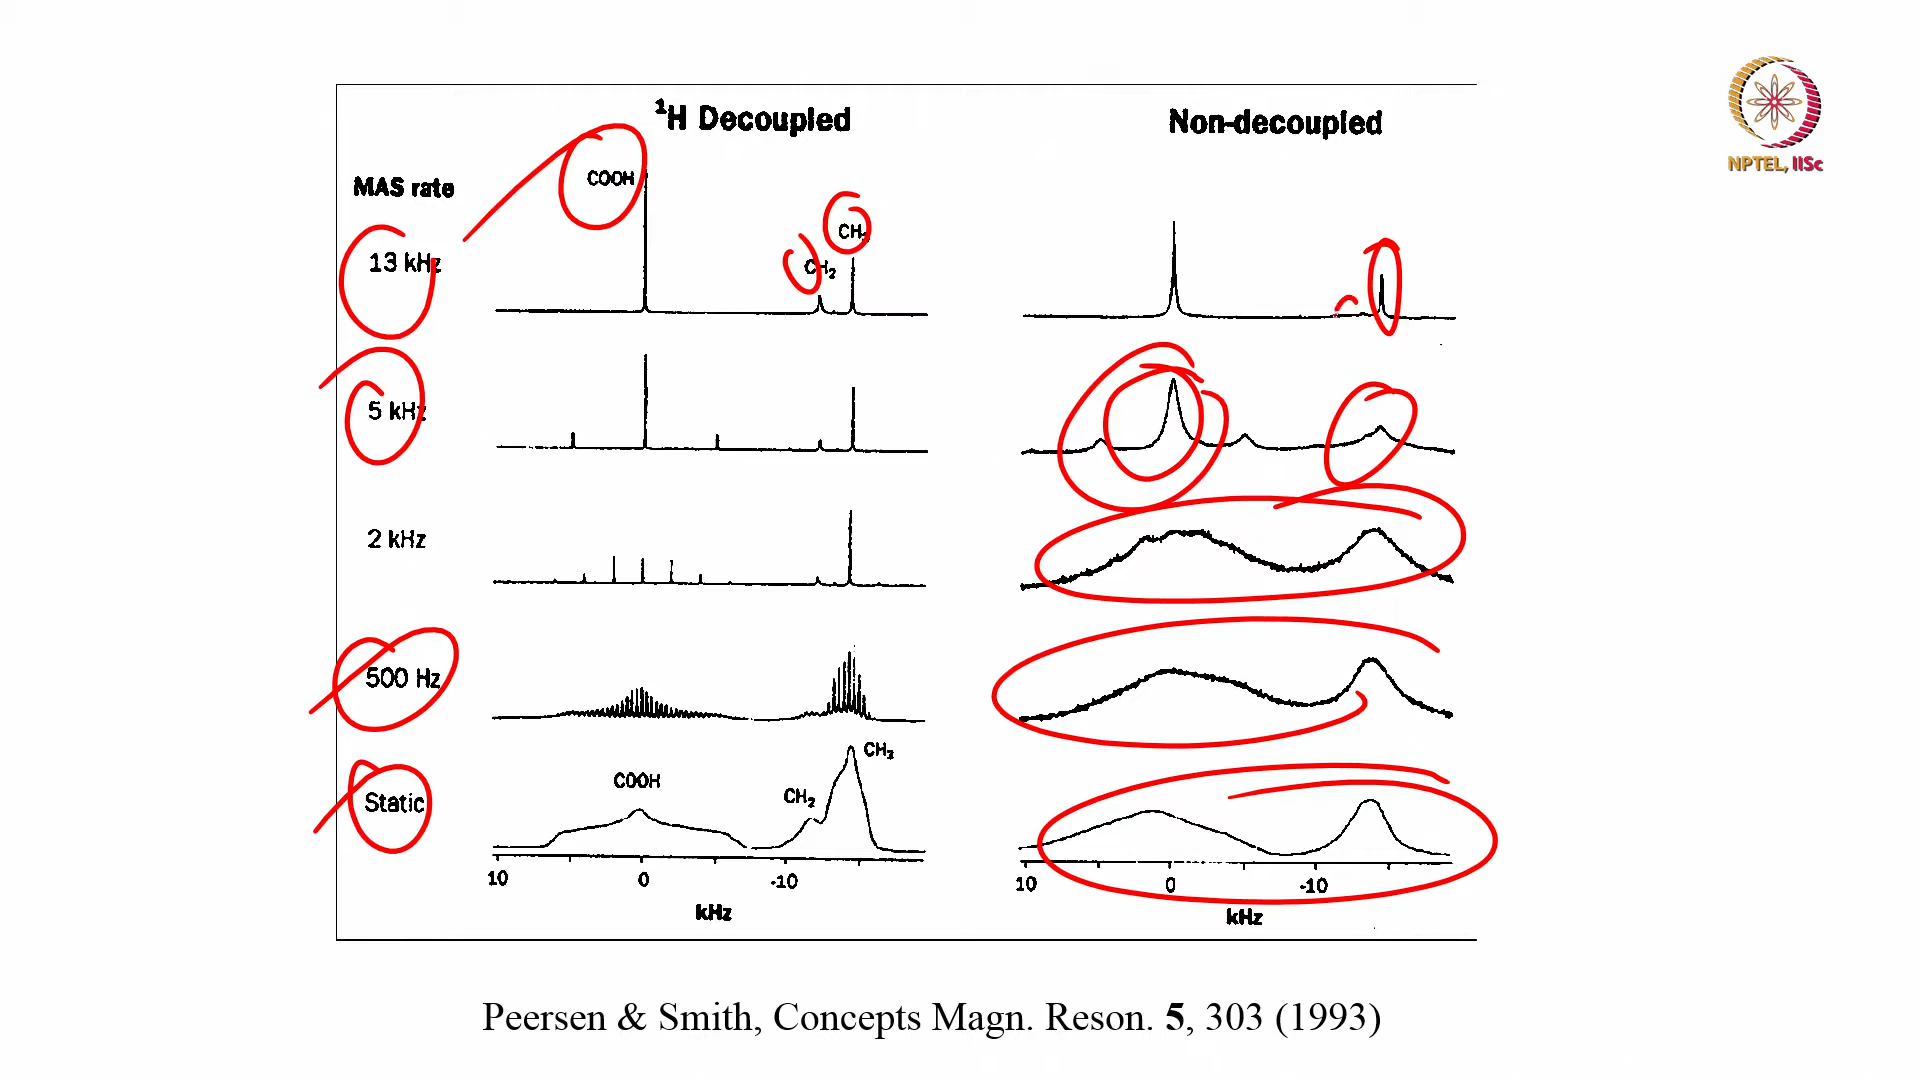 ¹H Decoupled
Non-decoupled
NPTEL, IISc
MAS rate
COOH
CH₃
CH₂
13 kHz
5 kHz
2 kHz
500 Hz
Static
COOH
CH₂
CH₃
10 0 -10
kHz
10 0 -10
kHz
Peersen & Smith, Concepts Magn. Reson. 5, 303 (1993)